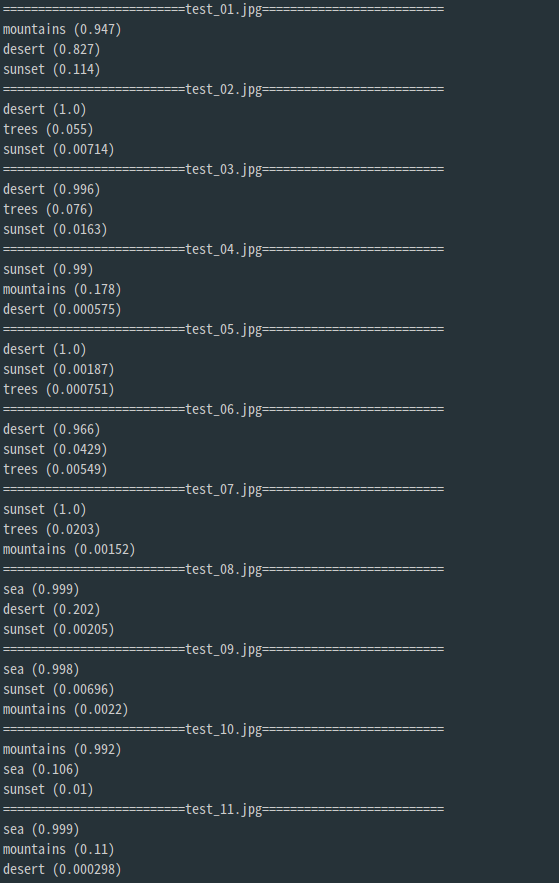 ==========================test_01.jpg==========================
mountains (0.947)
desert (0.827)
sunset (0.114)
==========================test_02.jpg==========================
desert (1.0)
trees (0.055)
sunset (0.00714)
==========================test_03.jpg==========================
desert (0.996)
trees (0.076)
sunset (0.0163)
==========================test_04.jpg==========================
sunset (0.99)
mountains (0.178)
desert (0.000575)
==========================test_05.jpg==========================
desert (1.0)
sunset (0.00187)
trees (0.000751)
==========================test_06.jpg==========================
desert (0.966)
sunset (0.0429)
trees (0.00549)
==========================test_07.jpg==========================
sunset (1.0)
trees (0.0203)
mountains (0.00152)
==========================test_08.jpg==========================
sea (0.999)
desert (0.202)
sunset (0.00205)
==========================test_09.jpg==========================
sea (0.998)
sunset (0.00696)
mountains (0.0022)
==========================test_10.jpg==========================
mountains (0.992)
sea (0.106)
sunset (0.01)
==========================test_11.jpg==========================
sea (0.999)
mountains (0.11)
desert (0.000298)